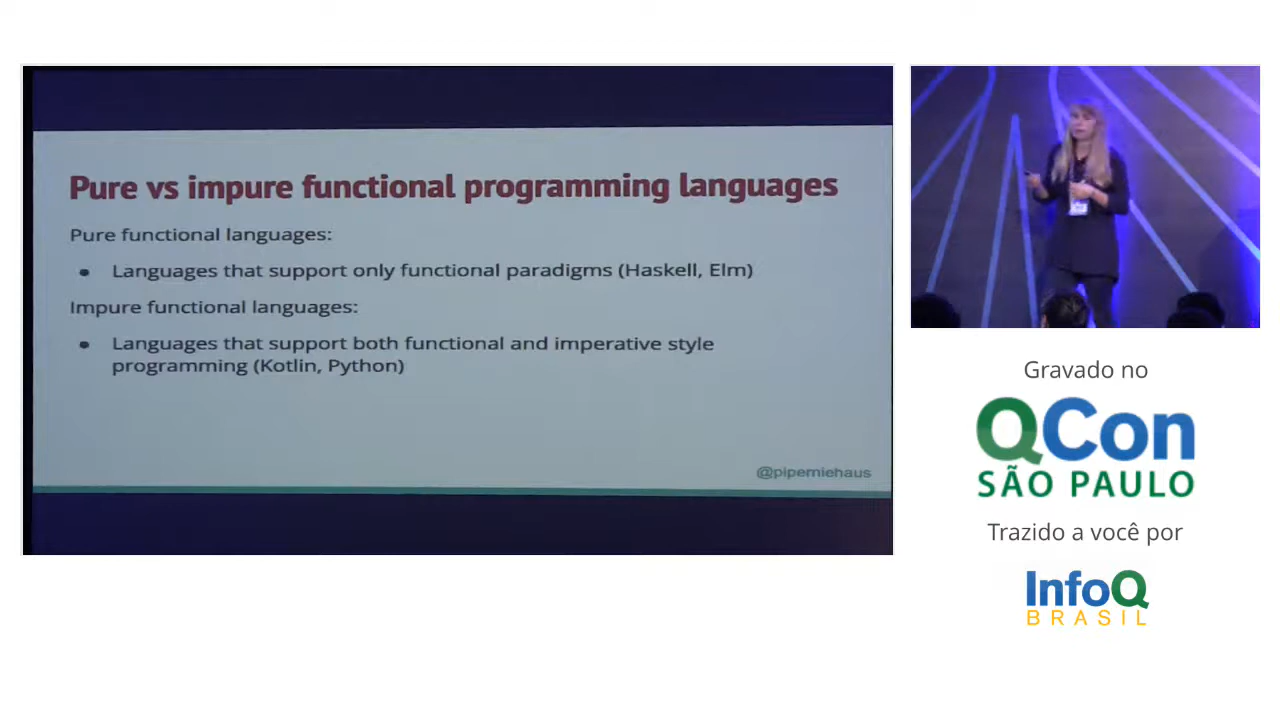 Pure vs impure functional programming languages
Pure functional languages:
● Languages that support only functional paradigms (Haskell, Elm)
Impure functional languages:
● Languages that support both functional and imperative style
programming (Kotlin, Python)
@piperniehaus
Gravado no
QCon
SÃO PAULO
Trazido a você por
InfoQ
BRASIL